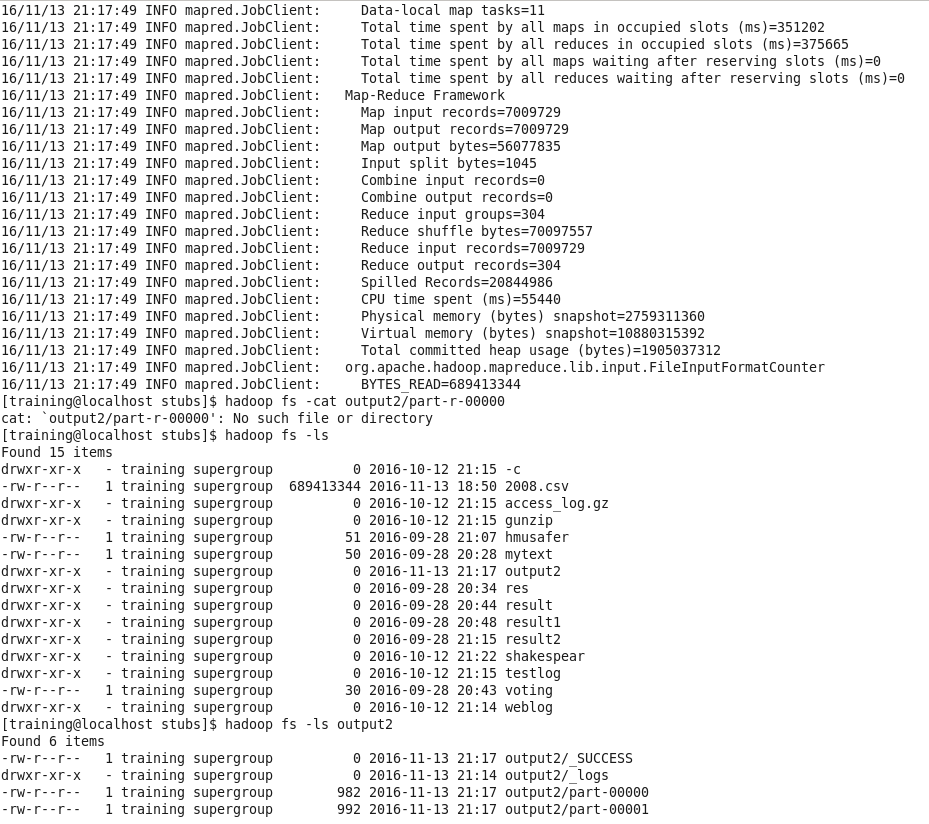 16/11/13 21:17:49 INFO mapred.JobClient:     Data-local map tasks=11
16/11/13 21:17:49 INFO mapred.JobClient:     Total time spent by all maps in occupied slots (ms)=351202
16/11/13 21:17:49 INFO mapred.JobClient:     Total time spent by all reduces in occupied slots (ms)=375665
16/11/13 21:17:49 INFO mapred.JobClient:     Total time spent by all maps waiting after reserving slots (ms)=0
16/11/13 21:17:49 INFO mapred.JobClient:     Total time spent by all reduces waiting after reserving slots (ms)=0
16/11/13 21:17:49 INFO mapred.JobClient:   Map-Reduce Framework
16/11/13 21:17:49 INFO mapred.JobClient:     Map input records=7009729
16/11/13 21:17:49 INFO mapred.JobClient:     Map output records=7009729
16/11/13 21:17:49 INFO mapred.JobClient:     Map output bytes=56077835
16/11/13 21:17:49 INFO mapred.JobClient:     Input split bytes=1045
16/11/13 21:17:49 INFO mapred.JobClient:     Combine input records=0
16/11/13 21:17:49 INFO mapred.JobClient:     Combine output records=0
16/11/13 21:17:49 INFO mapred.JobClient:     Reduce input groups=304
16/11/13 21:17:49 INFO mapred.JobClient:     Reduce shuffle bytes=70097557
16/11/13 21:17:49 INFO mapred.JobClient:     Reduce input records=7009729
16/11/13 21:17:49 INFO mapred.JobClient:     Reduce output records=304
16/11/13 21:17:49 INFO mapred.JobClient:     Spilled Records=20844986
16/11/13 21:17:49 INFO mapred.JobClient:     CPU time spent (ms)=55440
16/11/13 21:17:49 INFO mapred.JobClient:     Physical memory (bytes) snapshot=2759311360
16/11/13 21:17:49 INFO mapred.JobClient:     Virtual memory (bytes) snapshot=10880315392
16/11/13 21:17:49 INFO mapred.JobClient:     Total committed heap usage (bytes)=1905037312
16/11/13 21:17:49 INFO mapred.JobClient:   org.apache.hadoop.mapreduce.lib.input.FileInputFormatCounter
16/11/13 21:17:49 INFO mapred.JobClient:     BYTES_READ=689413344
[training@localhost stubs]$ hadoop fs -cat output2/part-r-00000
cat: `output2/part-r-00000': No such file or directory
[training@localhost stubs]$ hadoop fs -ls
Found 15 items
drwxr-xr-x   - training supergroup          0 2016-10-12 21:15 -c
-rw-r--r--   1 training supergroup  689413344 2016-11-13 18:50 2008.csv
drwxr-xr-x   - training supergroup          0 2016-10-12 21:15 access_log.gz
drwxr-xr-x   - training supergroup          0 2016-10-12 21:15 gunzip
-rw-r--r--   1 training supergroup         51 2016-09-28 21:07 hmusafer
-rw-r--r--   1 training supergroup         50 2016-09-28 20:28 mytext
drwxr-xr-x   - training supergroup          0 2016-11-13 21:17 output2
drwxr-xr-x   - training supergroup          0 2016-09-28 20:34 res
drwxr-xr-x   - training supergroup          0 2016-09-28 20:44 result
drwxr-xr-x   - training supergroup          0 2016-09-28 20:48 result1
drwxr-xr-x   - training supergroup          0 2016-09-28 21:15 result2
drwxr-xr-x   - training supergroup          0 2016-10-12 21:22 shakespear
drwxr-xr-x   - training supergroup          0 2016-10-12 21:15 testlog
-rw-r--r--   1 training supergroup         30 2016-09-28 20:43 voting
drwxr-xr-x   - training supergroup          0 2016-10-12 21:14 weblog
[training@localhost stubs]$ hadoop fs -ls output2
Found 6 items
-rw-r--r--   1 training supergroup          0 2016-11-13 21:17 output2/_SUCCESS
drwxr-xr-x   - training supergroup          0 2016-11-13 21:14 output2/_logs
-rw-r--r--   1 training supergroup        982 2016-11-13 21:17 output2/part-00000
-rw-r--r--   1 training supergroup        992 2016-11-13 21:17 output2/part-00001